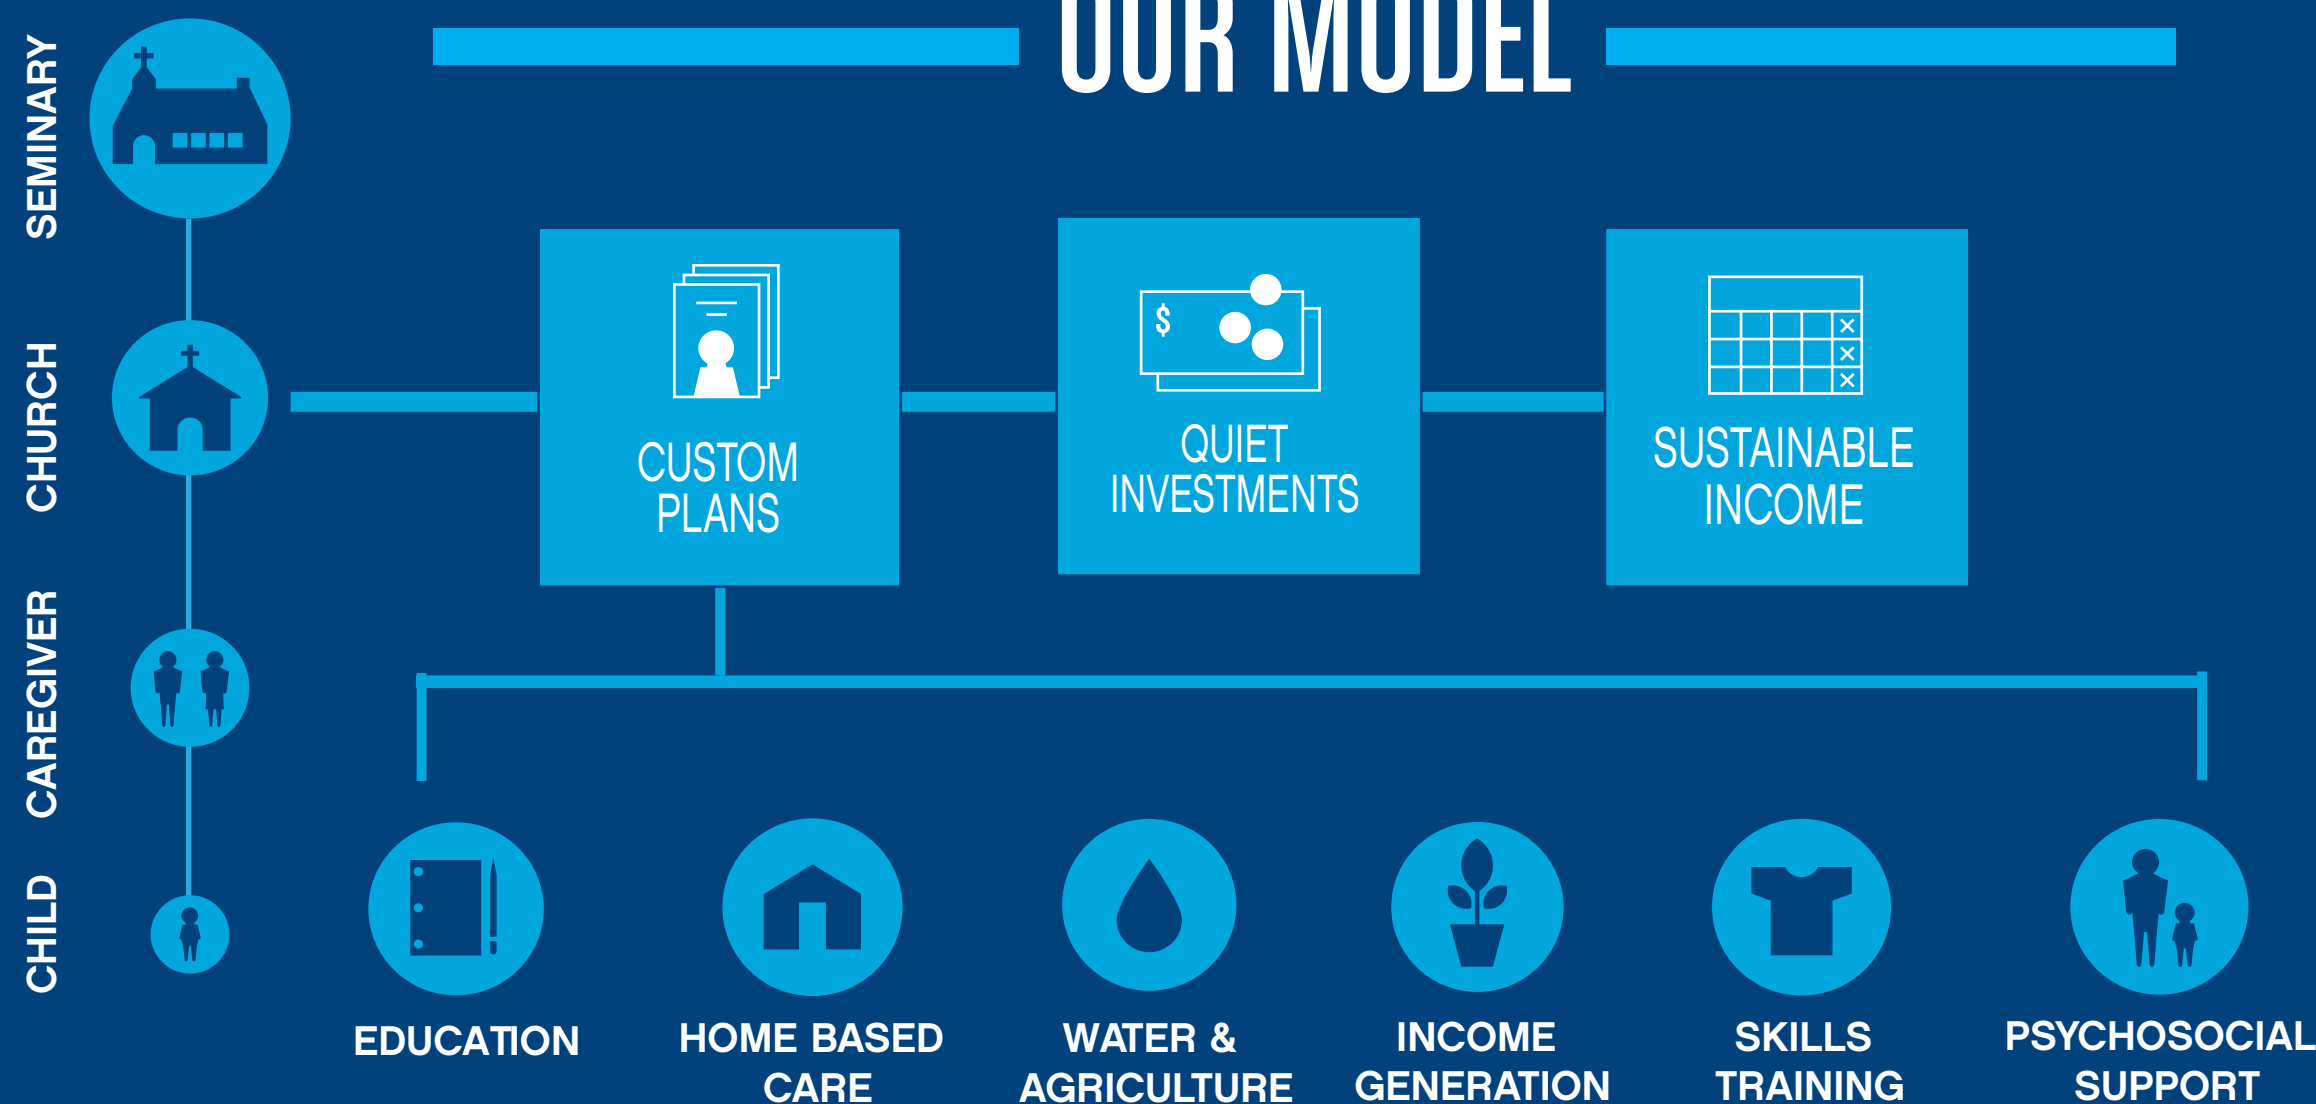 OUR MODEL
SEMINARY
CHURCH
CAREGIVER
CHILD
$
CUSTOM
PLANS
QUIET
INVESTMENTS
SUSTAINABLE
INCOME
EDUCATION
HOME BASED
CARE
WATER &
AGRICULTURE
INCOME
GENERATION
SKILLS
TRAINING
PSYCHOSOCIAL
SUPPORT